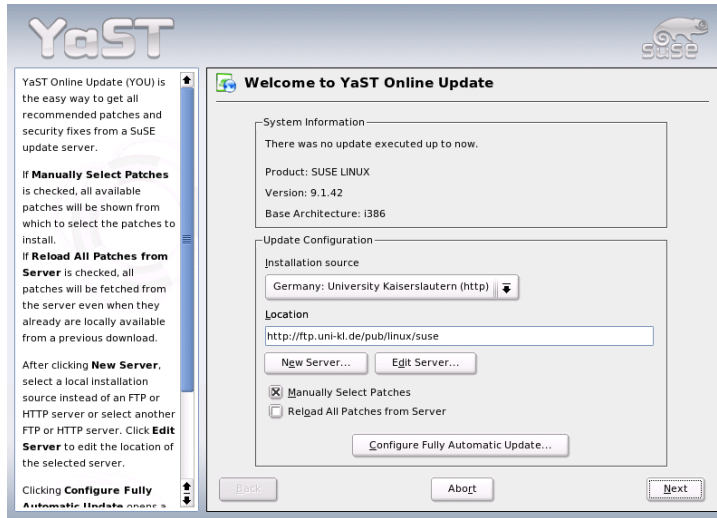 YaST
SUSE
YaST Online Update (YOU) is
the easy way to get all
recommended patches and
security fixes from a SuSE
update server.
If Manually Select Patches
is checked, all available
patches will be shown from
which to select the patches to
install.
If Reload All Patches from
Server is checked, all
patches will be fetched from
the server even when they
already are locally available
from a previous download.
After clicking New Server,
select a local installation
source instead of an FTP or
HTTP server or select another
FTP or HTTP server. Click Edit
Server to edit the location of
the selected server.
Clicking Configure Fully
Automatic Update opens a
Welcome to YaST Online Update
System Information
There was no update executed up to now.
Product: SUSE LINUX
Version: 9.1.42
Base Architecture: i386
Update Configuration
Installation source
Germany: University Kaiserslautern (http)
Location
http://ftp.uni-kl.de/pub/linux/suse
New Server...
Edit Server...
Manually Select Patches
Reload All Patches from Server
Configure Fully Automatic Update...
Back
Abort
Next